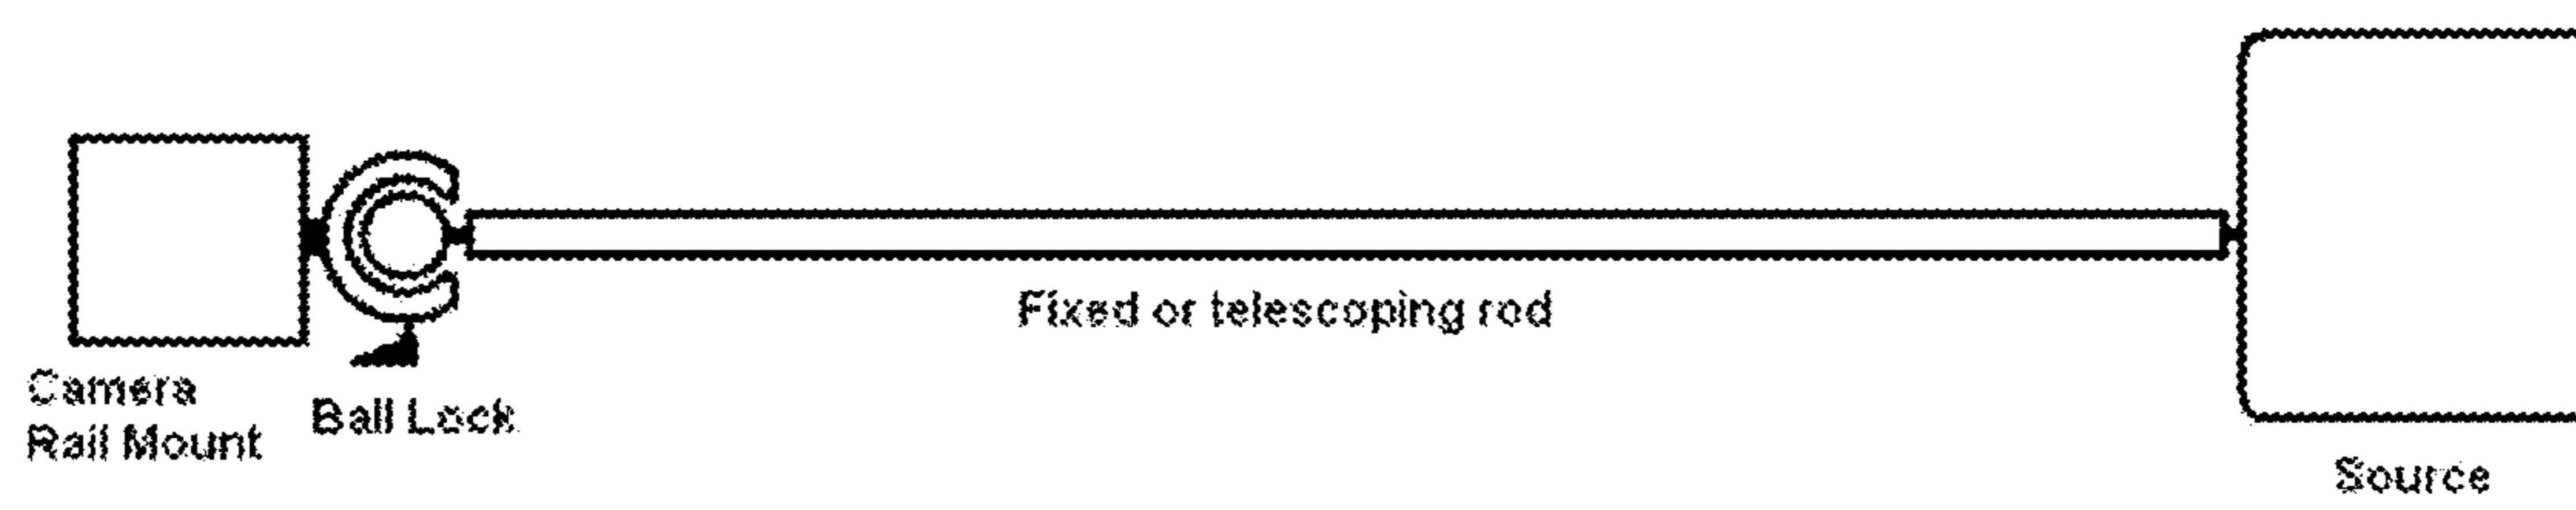 Fixed or telescoping rod
Camera
Rail Mount
Ball Lock
Source